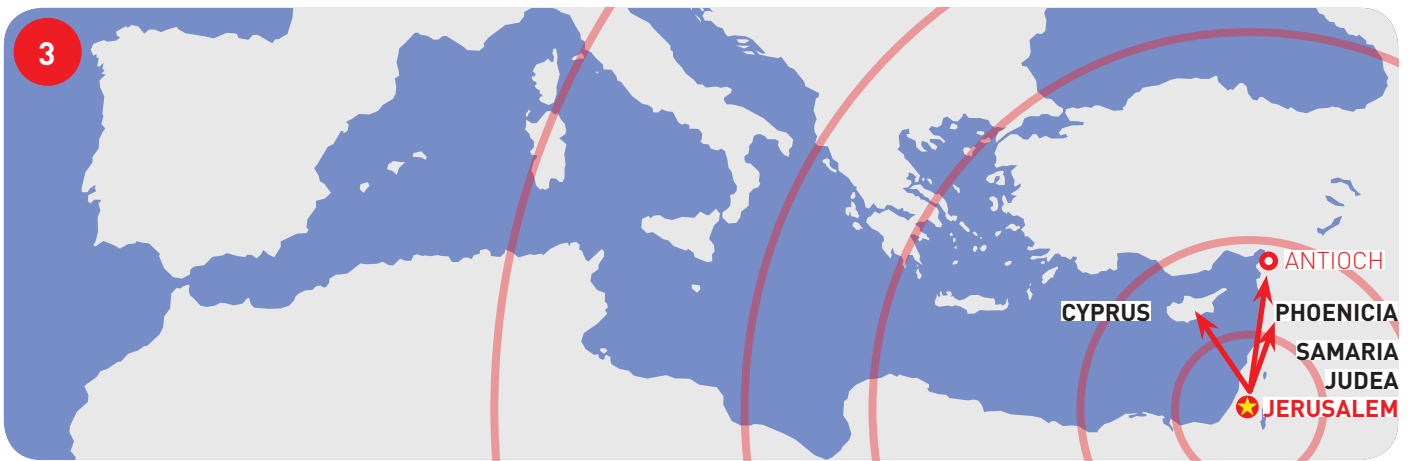 3
ANTIOCH
CYPRUS
PHOENICIA
SAMARIA
JUDEA
JERUSALEM